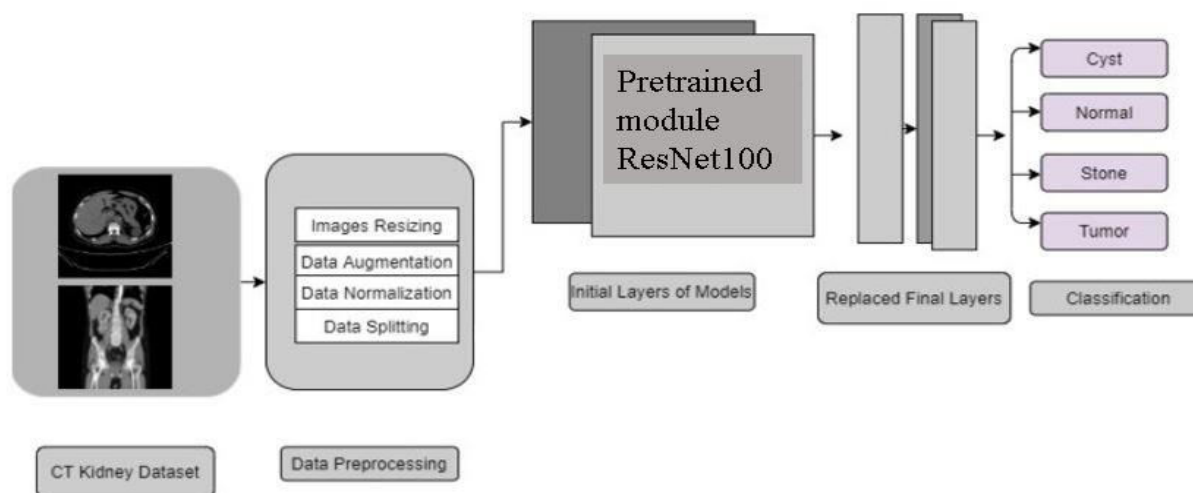 Images Resizing
Data Augmentation
Data Normalization
Data Splitting
Pretrained
module
ResNet100
Cyst
Normal
Stone
Tumor
CT Kidney Dataset
Data Preprocessing
Initial Layers of Models
Replaced Final Layers
Classification